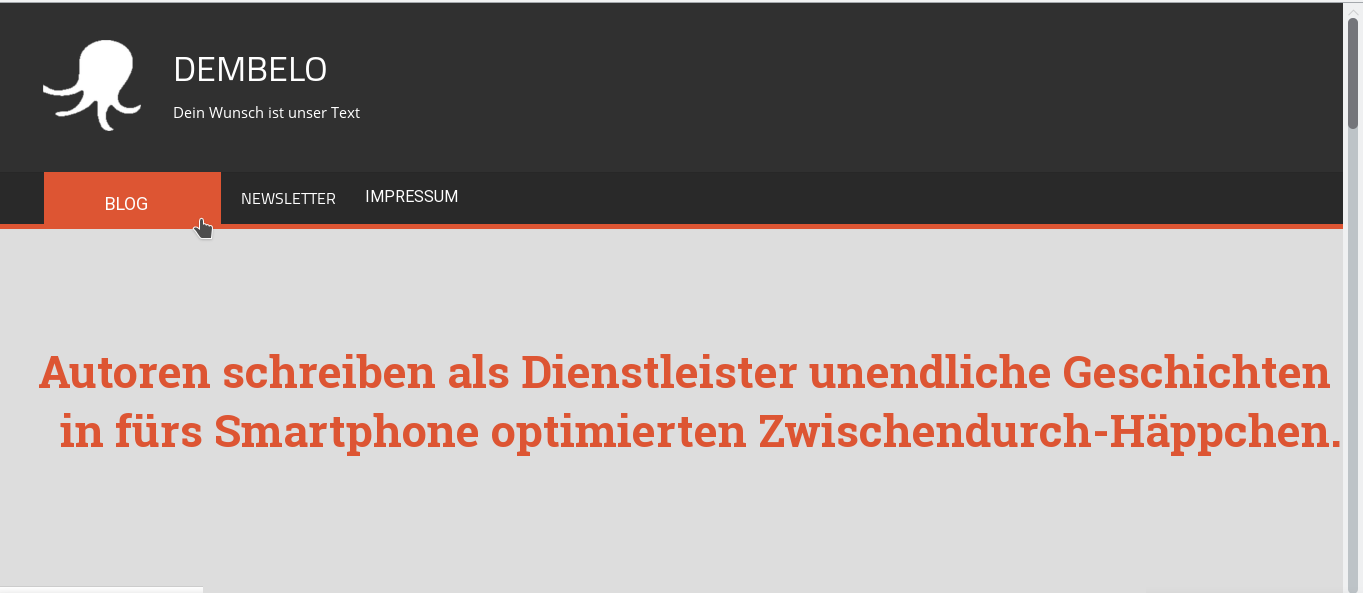 DEMBELO
Dein Wunsch ist unser Text
BLOG NEWSLETTER IMPRESSUM
Autoren schreiben als Dienstleister unendliche Geschichten
in fürs Smartphone optimierten Zwischendurch-Häppchen.